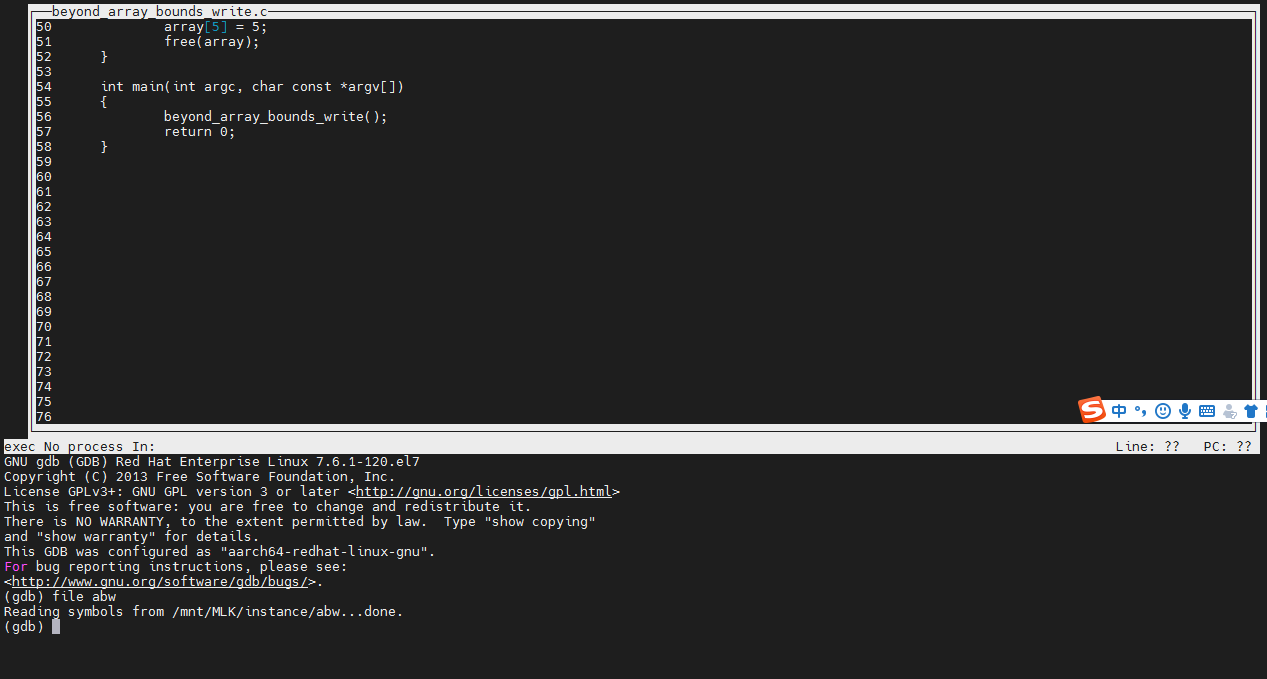 beyond_array_bounds_write.c
50 array[5] = 5;
51 free(array);
52 }
53
54 int main(int argc, char const *argv[])
55 {
56 beyond_array_bounds_write();
57 return 0;
58 }
59
60
61
62
63
64
65
66
67
68
69
70
71
72
73
74
75
76
S 中 °,
exec No process In: Line: ?? PC: ??
GNU gdb (GDB) Red Hat Enterprise Linux 7.6.1-120.el7
Copyright (C) 2013 Free Software Foundation, Inc.
License GPLv3+: GNU GPL version 3 or later <http://gnu.org/licenses/gpl.html>
This is free software: you are free to change and redistribute it.
There is NO WARRANTY, to the extent permitted by law.  Type "show copying"
and "show warranty" for details.
This GDB was configured as "aarch64-redhat-linux-gnu".
For bug reporting instructions, please see:
<http://www.gnu.org/software/gdb/bugs/>.
(gdb) file abw
Reading symbols from /mnt/MLK/instance/abw...done.
(gdb)